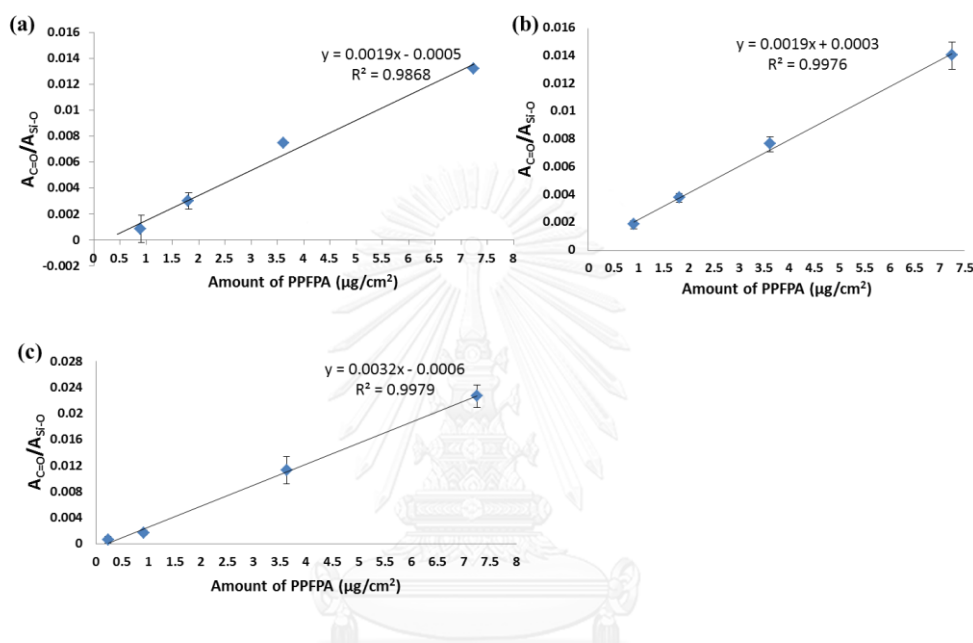 (a)
0.016
0.014
0.012
0.01
0.008
0.006
0.004
0.002
0
-0.002
A C=O/A Si-O
y = 0.0019x - 0.0005
R² = 0.9868
0 0.5 1 1.5 2 2.5 3 3.5 4 4.5 5 5.5 6 6.5 7 7.5 8
Amount of PPFPA (µg/cm²)
(b)
0.016
0.014
0.012
0.01
0.008
0.006
0.004
0.002
0
A C=O/A Si-O
y = 0.0019x + 0.0003
R² = 0.9976
0 0.5 1 1.5 2 2.5 3 3.5 4 4.5 5 5.5 6 6.5 7 7.5
Amount of PPFPA (µg/cm²)
(c)
0.028
0.024
0.02
0.016
0.012
0.008
0.004
0
A C=O/A Si-O
y = 0.0032x - 0.0006
R² = 0.9979
0 0.5 1 1.5 2 2.5 3 3.5 4 4.5 5 5.5 6 6.5 7 7.5 8
Amount of PPFPA (µg/cm²)